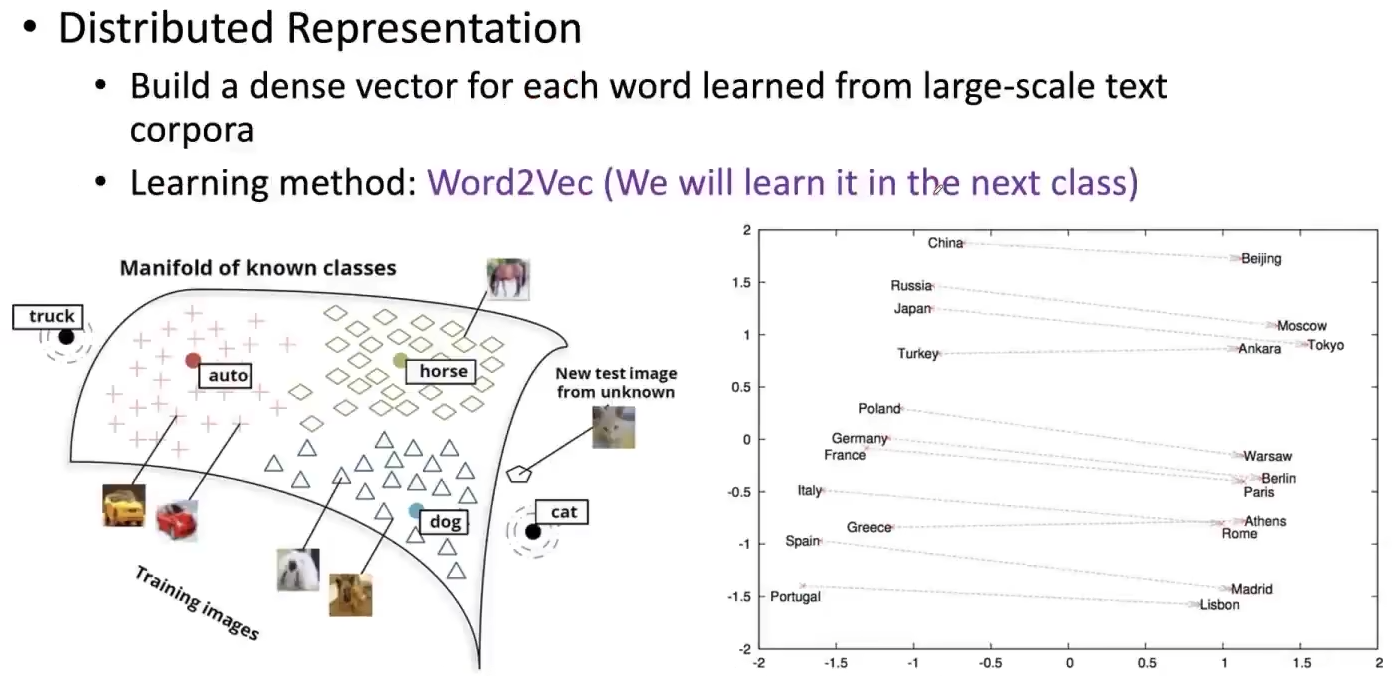 • Distributed Representation
• Build a dense vector for each word learned from large-scale text
corpora
• Learning method: Word2Vec (We will learn it in the next class)
Manifold of known classes
truck
auto
horse
New test image
from unknown
dog
cat
Training images
2
1.5
1
0.5
0
-0.5
-1
-1.5
-2
China
Beijing
Russia
Japan
Moscow
Tokyo
Turkey
Ankara
Poland
Germany
France
Warsaw
Berlin
Paris
Italy
Greece
Athens
Rome
Spain
Madrid
Portugal
Lisbon
-2
-1.5
-1
-0.5
0
0.5
1
1.5
2